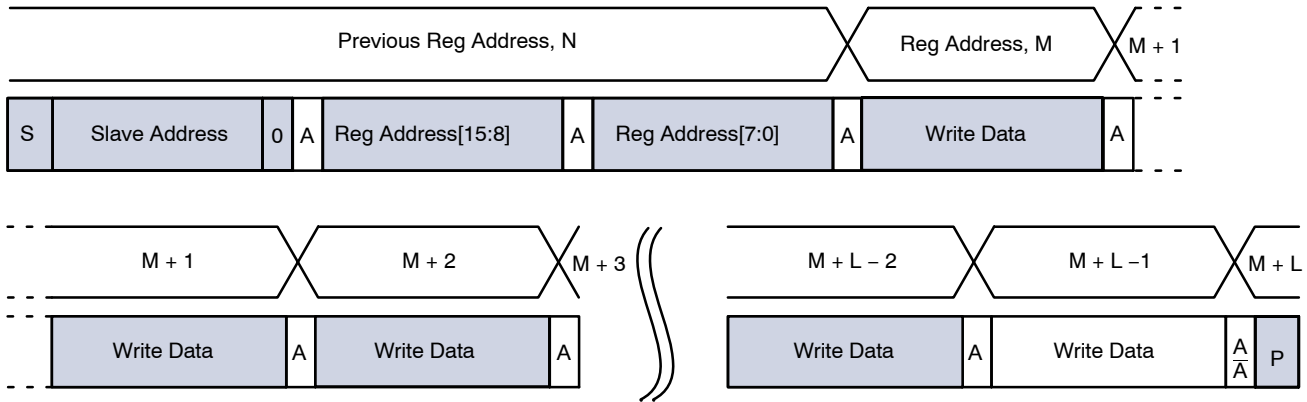 Previous Reg Address, N Reg Address, M M + 1
S Slave Address 0 A Reg Address[15:8] A Reg Address[7:0] A Write Data A
M + 1 M + 2 M + 3 M + L – 2 M + L –1 M + L
Write Data A Write Data A Write Data A Write Data A/A̅ P